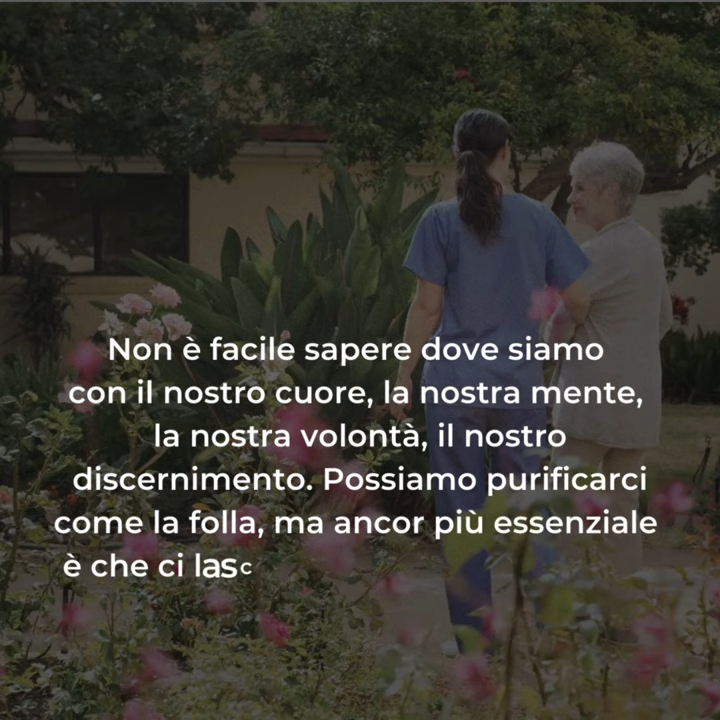 Non è facile sapere dove siamo
con il nostro cuore, la nostra mente,
la nostra volontà, il nostro
discernimento. Possiamo purificarci
come la folla, ma ancor più essenziale
è che ci lasc